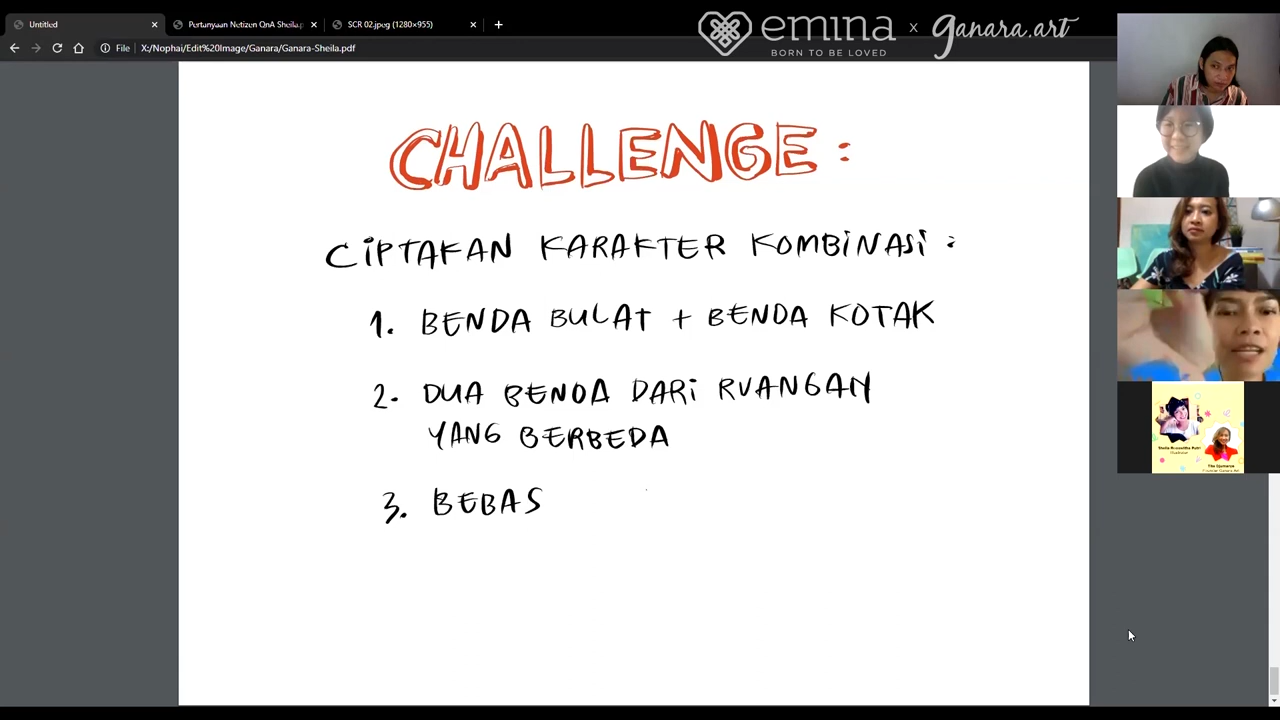 Untitled
Pertanyaan Netizen QnA Sheila.p
SCR 02.jpeg (1280×955)
emina x ganara.art
BORN TO BE LOVED
File X:/Nophai/Edit%20Image/Ganara/Ganara-Sheila.pdf
CHALLENGE:
CIPTAKAN KARAKTER KOMBINASI:
1. BENDA BULAT + BENDA KOTAK
2. DUA BENDA DARI RUANGAN
YANG BERBEDA
3. BEBAS